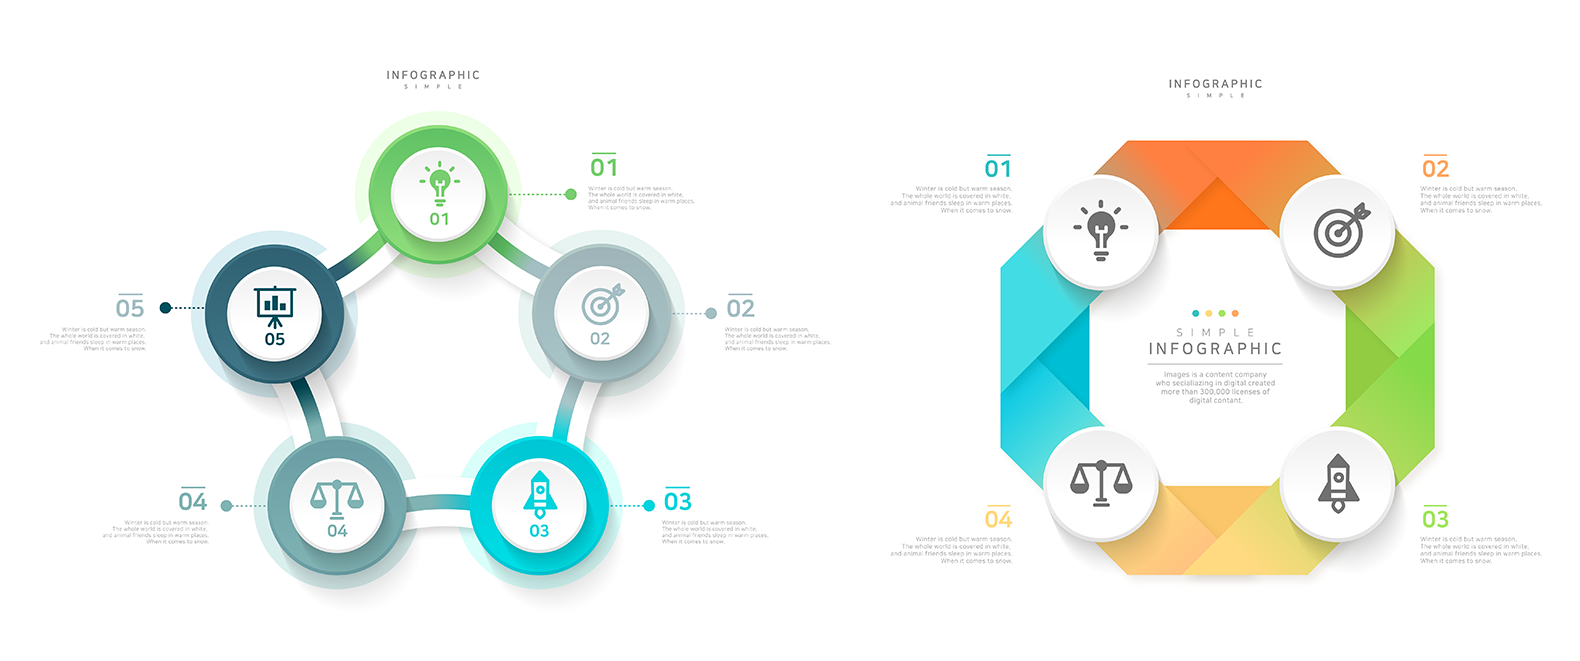 INFOGRAPHIC
SIMPLE
01
Winter is cold but warm season.
The whole world is covered in white,
and animal friends sleep in warm places.
When it comes to snow.
01
02
02
Winter is cold but warm season.
The whole world is covered in white,
and animal friends sleep in warm places.
When it comes to snow.
05
Winter is cold but warm season.
The whole world is covered in white,
and animal friends sleep in warm places.
When it comes to snow.
05
04
Winter is cold but warm season.
The whole world is covered in white,
and animal friends sleep in warm places.
When it comes to snow.
04
03
03
Winter is cold but warm season.
The whole world is covered in white,
and animal friends sleep in warm places.
When it comes to snow.
INFOGRAPHIC
SIMPLE
01
Winter is cold but warm season.
The whole world is covered in white,
and animal friends sleep in warm places.
When it comes to snow.
02
Winter is cold but warm season.
The whole world is covered in white,
and animal friends sleep in warm places.
When it comes to snow.
SIMPLE
INFOGRAPHIC
Images is a content company
who secializing in digital created
more than 300,000 licenses of
digital contant.
04
Winter is cold but warm season.
The whole world is covered in white,
and animal friends sleep in warm places.
When it comes to snow.
03
Winter is cold but warm season.
The whole world is covered in white,
and animal friends sleep in warm places.
When it comes to snow.